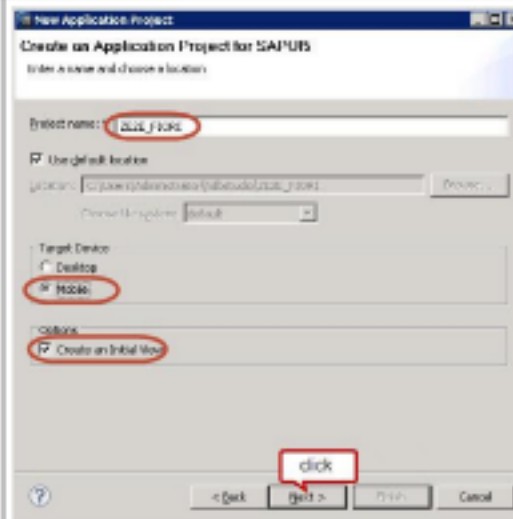 New Application Project
Create an Application Project for SAPUI5
Enter a name and choose a location
Project name:
Use default location
default
Browse...
Target Device
Desktop
Mobile
Options
Create an Initial View
click
< Back
Next >
Finish
Cancel